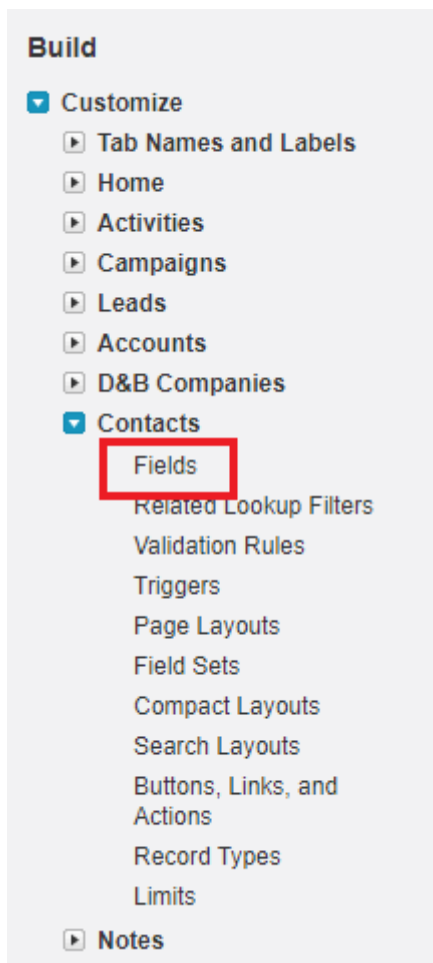 Build
Customize
Tab Names and Labels
Home
Activities
Campaigns
Leads
Accounts
D&B Companies
Contacts
Fields
Related Lookup Filters
Validation Rules
Triggers
Page Layouts
Field Sets
Compact Layouts
Search Layouts
Buttons, Links, and
Actions
Record Types
Limits
Notes